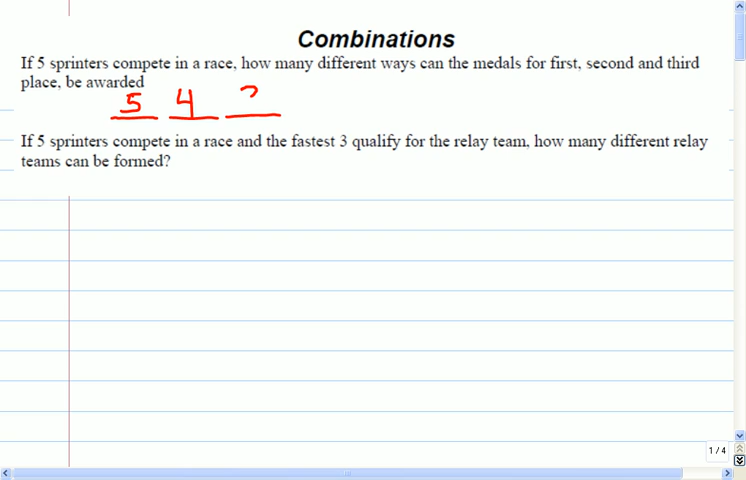 Combinations
If 5 sprinters compete in a race, how many different ways can the medals for first, second and third
place, be awarded
5 4
If 5 sprinters compete in a race and the fastest 3 qualify for the relay team, how many different relay
teams can be formed?
1 / 4